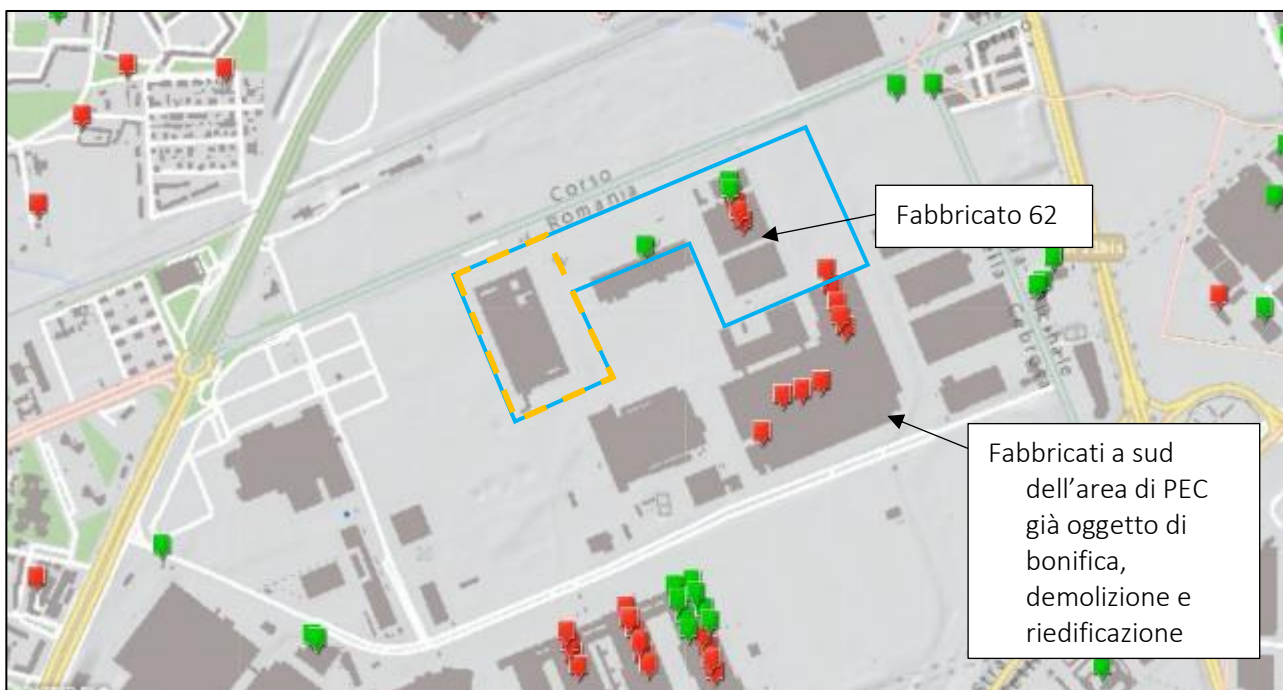 Corso
Romania
Fabbricato 62
Fabbricati a sud
dell'area di PEC
già oggetto di
bonifica,
demolizione e
riedificazione